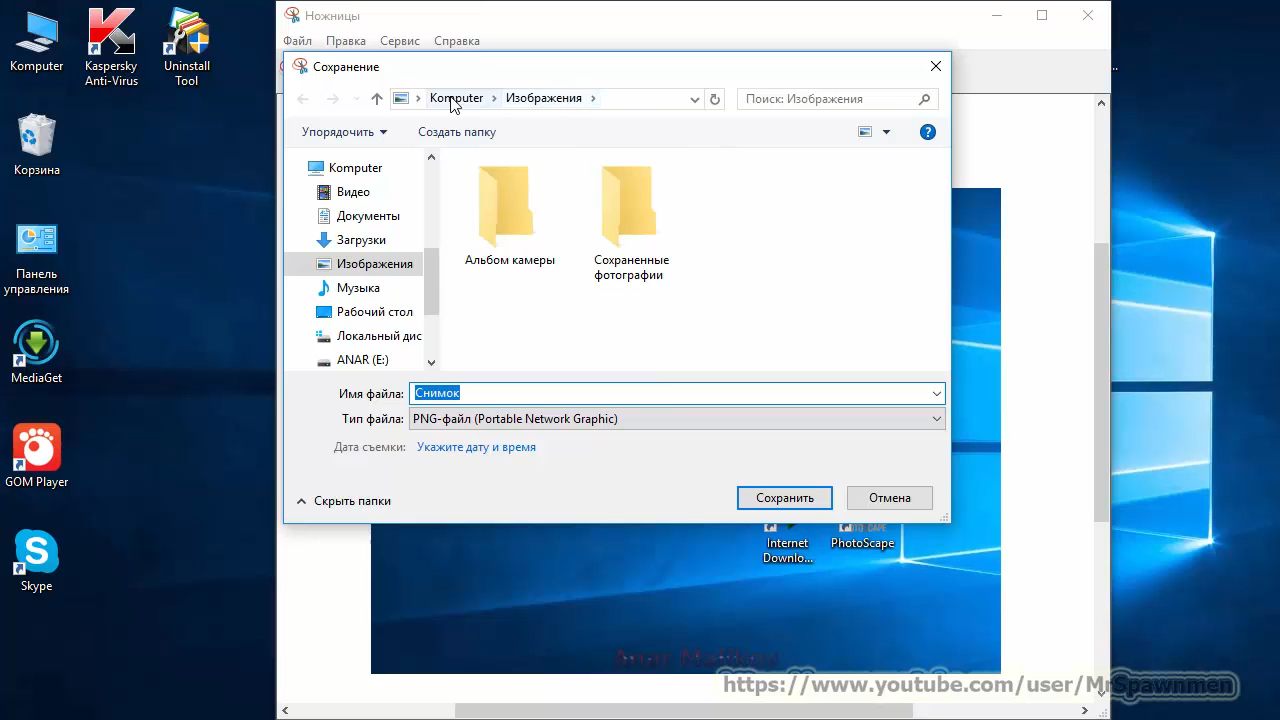 Ножницы
Файл Правка Сервис Справка
Сохранение
Komputer Изображения
Поиск: Изображения
Упорядочить Создать папку
Komputer
Видео
Документы
Загрузки
Изображения
Музыка
Рабочий стол
Локальный дис
ANAR (E:)
Альбом камеры
Сохраненные
фотографии
Имя файла: Снимок
Тип файла: PNG-файл (Portable Network Graphic)
Дата съемки: Укажите дату и время
Скрыть папки
Сохранить
Отмена
Komputer
Kaspersky
Anti-Virus
Uninstall
Tool
Корзина
Панель
управления
MediaGet
GOM Player
Skype
Internet
Downlo...
PhotoScape
Anar Malikov
https://www.youtube.com/user/MrSpawnmen